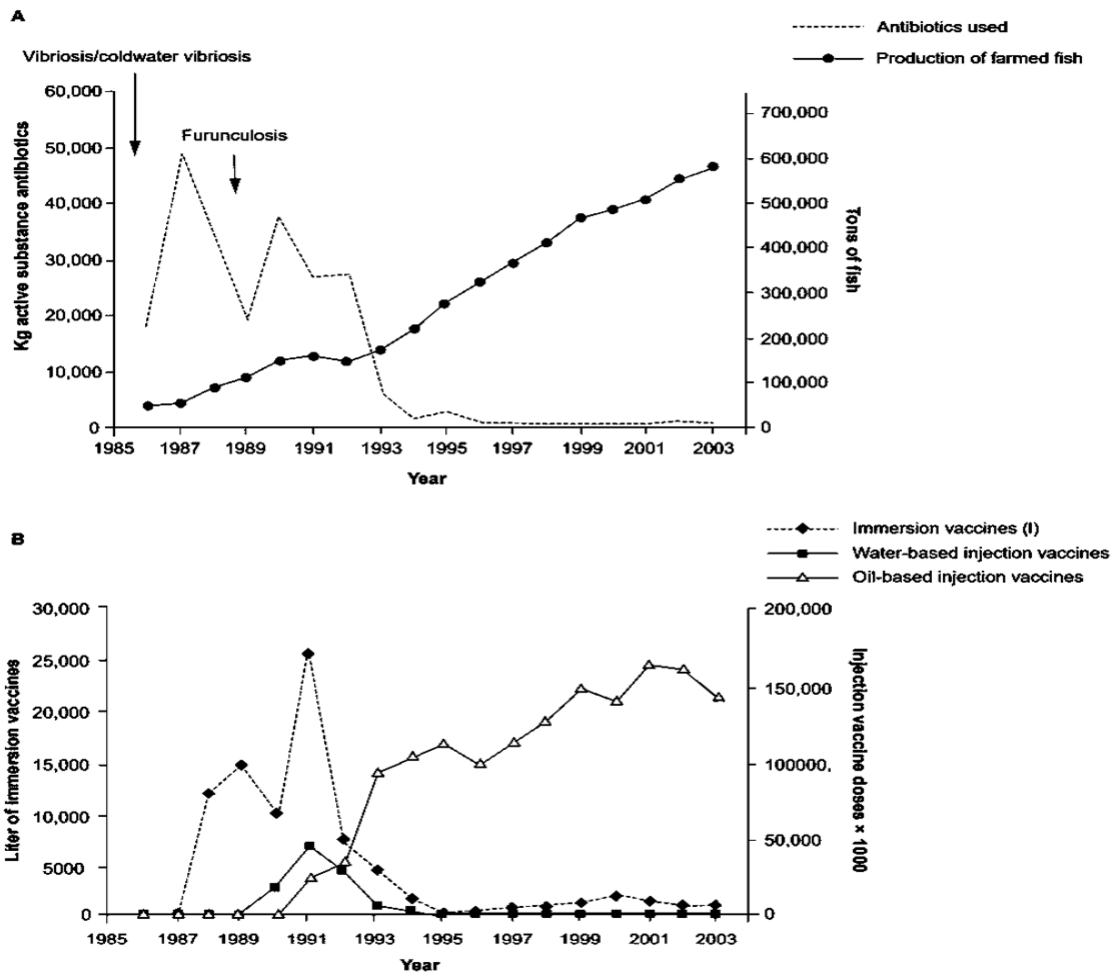 A
Antibiotics used
Production of farmed fish
Vibriosis/coldwater vibriosis
Furunculosis
60,000
50,000
40,000
30,000
20,000
10,000
0
Kg active substance antibiotics
700,000
600,000
500,000
400,000
300,000
200,000
100,000
0
Tons of fish
1985 1987 1989 1991 1993 1995 1997 1999 2001 2003
Year
B
Immersion vaccines (I)
Water-based injection vaccines
Oil-based injection vaccines
30,000
25,000
20,000
15,000
10,000
5000
0
Liter of immersion vaccines
200,000
150,000
100000,
50,000
0
Injection vaccine doses × 1000
1985 1987 1989 1991 1993 1995 1997 1999 2001 2003
Year